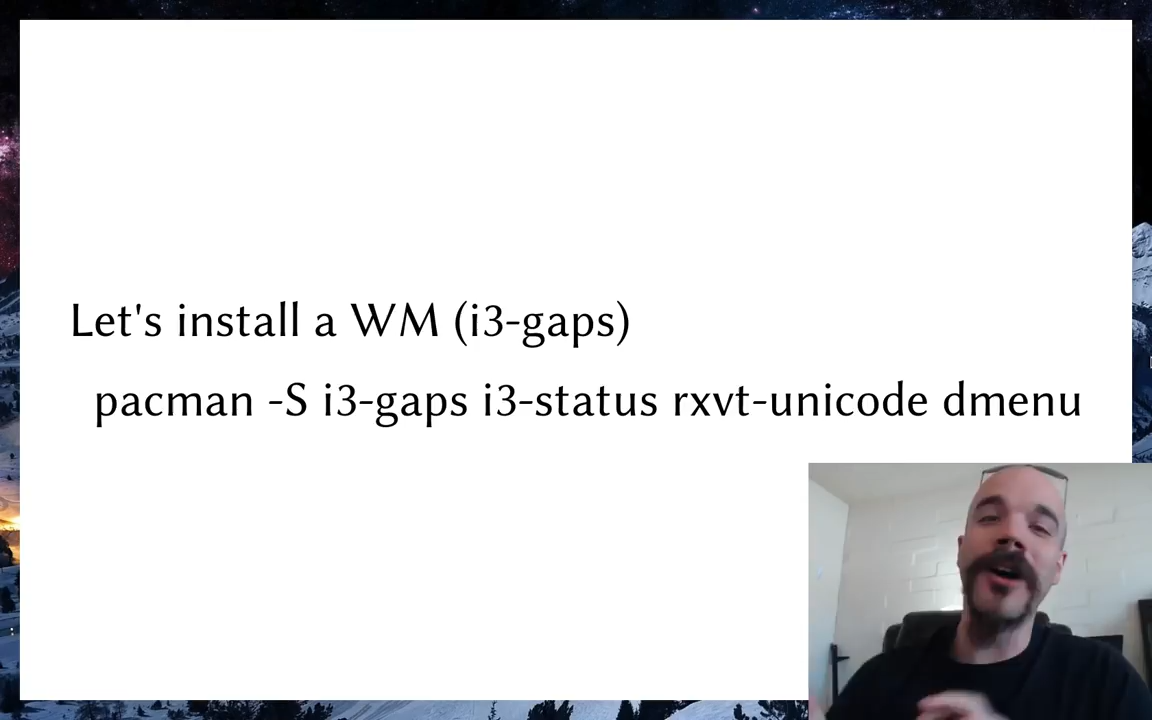 Let's install a WM (i3-gaps)
pacman -S i3-gaps i3-status rxvt-unicode dmenu